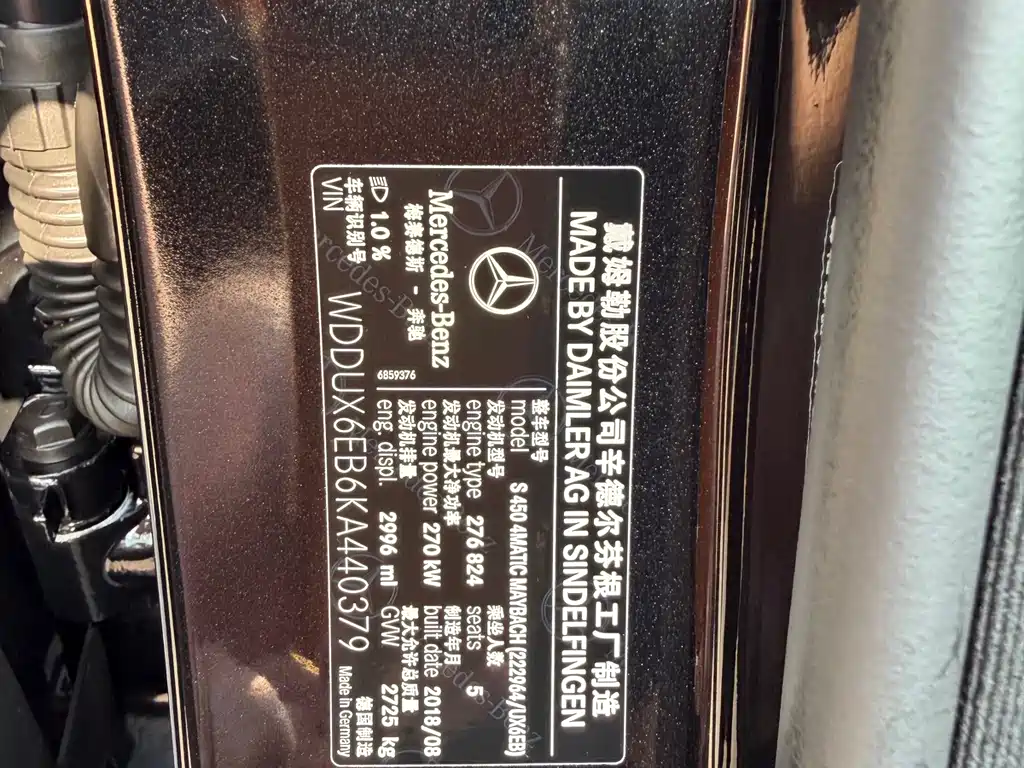 戴姆勒股份公司辛德尔芬根工厂制造
MADE BY DAIMLER AG IN SINDELFINGEN
Mercedes-Benz
梅赛德斯 - 奔驰
1.0 %
6859376
整车型号
model S 450 4MATIC MAYBACH (222964/UX6EB)
发动机型号 乘坐人数
engine type 276 824 seats 5
发动机最大净功率 制造年月
engine power 270 kW built date 2018/08
发动机排量 最大允许总质量
eng. displ. 2996 ml GVW 2725 kg
车辆识别号 德国制造
VIN WDDUX6EB6KA440379 Made In Germany